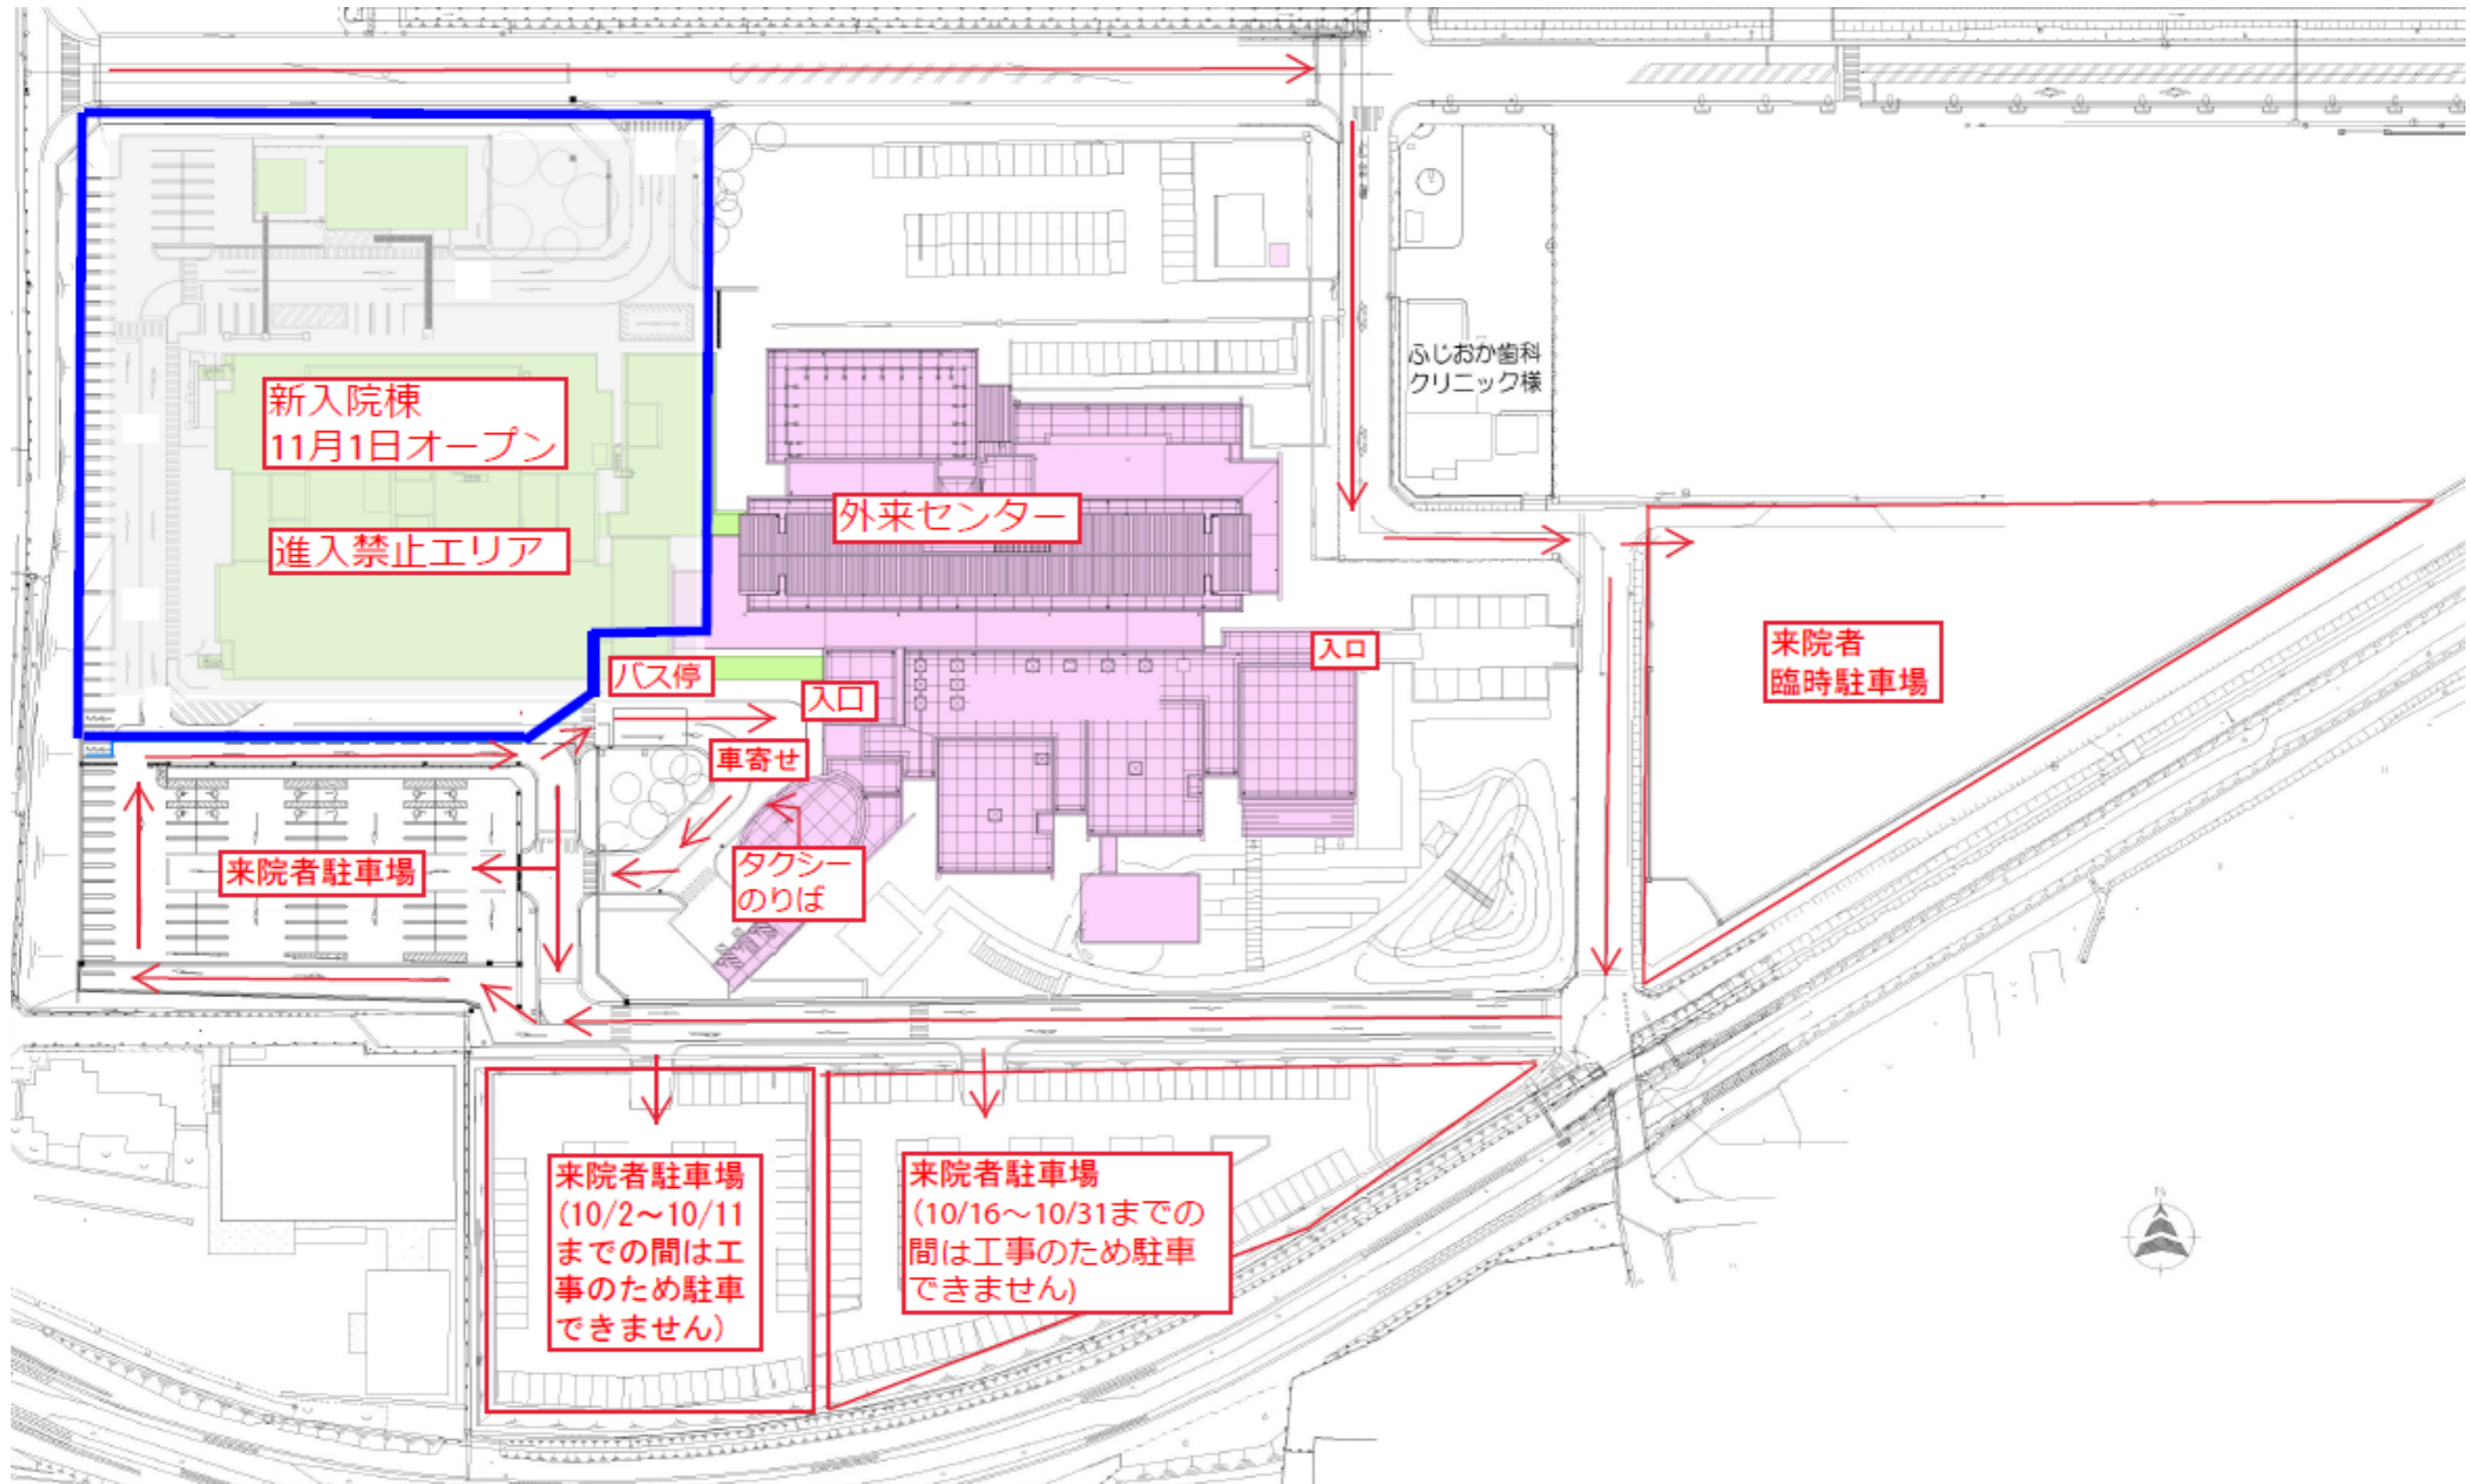 ふじおか歯科
クリニック様
新入院棟
11月1日オープン
外来センター
進入禁止エリア
入口
来院者
臨時駐車場
バス停
入口
車寄せ
タクシー
のりば
来院者駐車場
来院者駐車場
(10/2～10/11
までの間は工
事のため駐車
できません)
来院者駐車場
(10/16～10/31までの
間は工事のため駐車
できません)